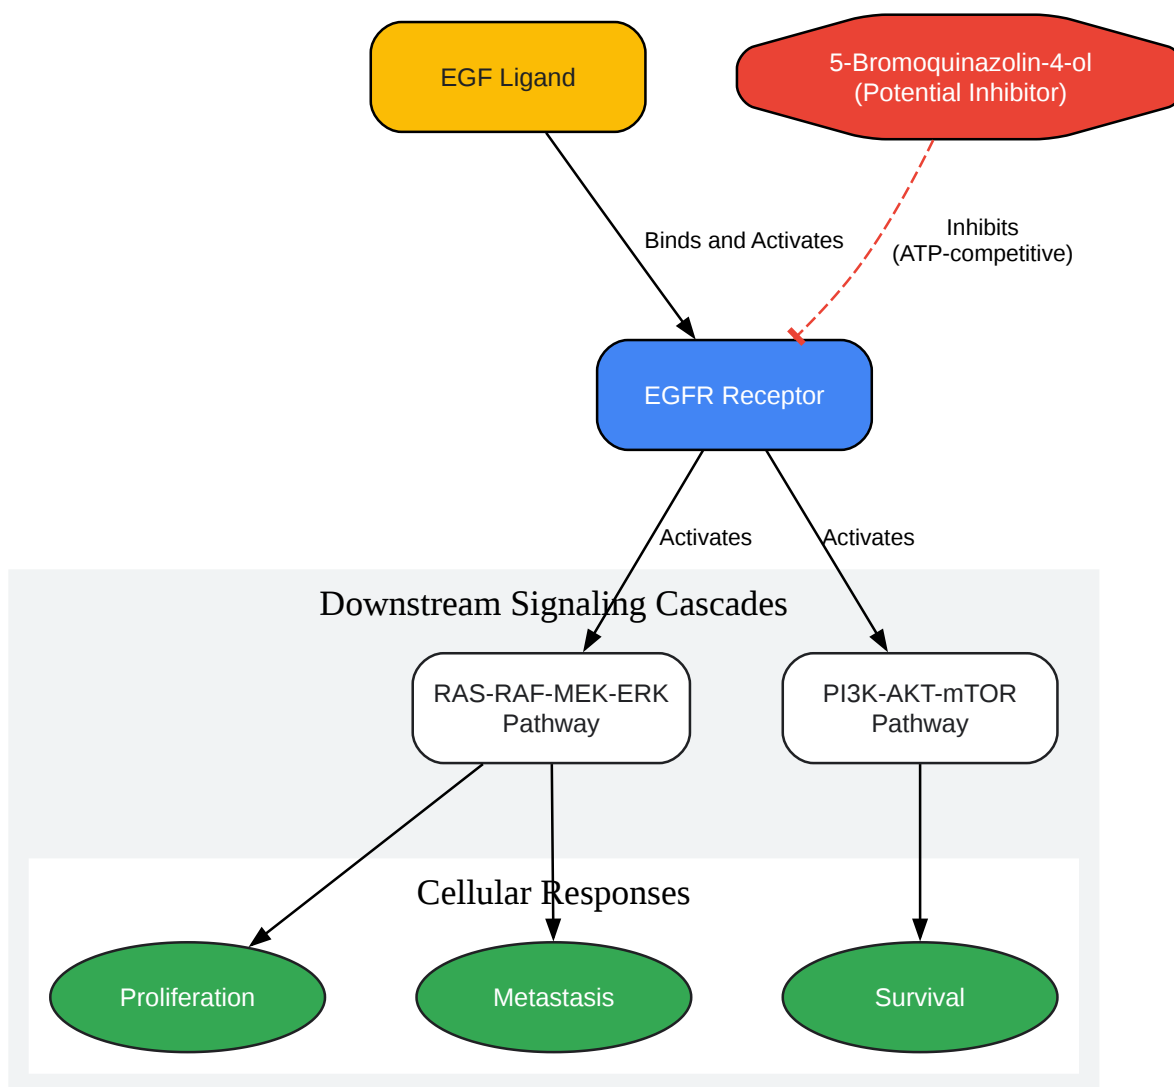 EGF Ligand
5-Bromoquinazolin-4-ol
(Potential Inhibitor)
Binds and Activates
Inhibits
(ATP-competitive)
EGFR Receptor
Activates
Activates
Downstream Signaling Cascades
RAS-RAF-MEK-ERK
Pathway
PI3K-AKT-mTOR
Pathway
Cellular Responses
Proliferation
Metastasis
Survival